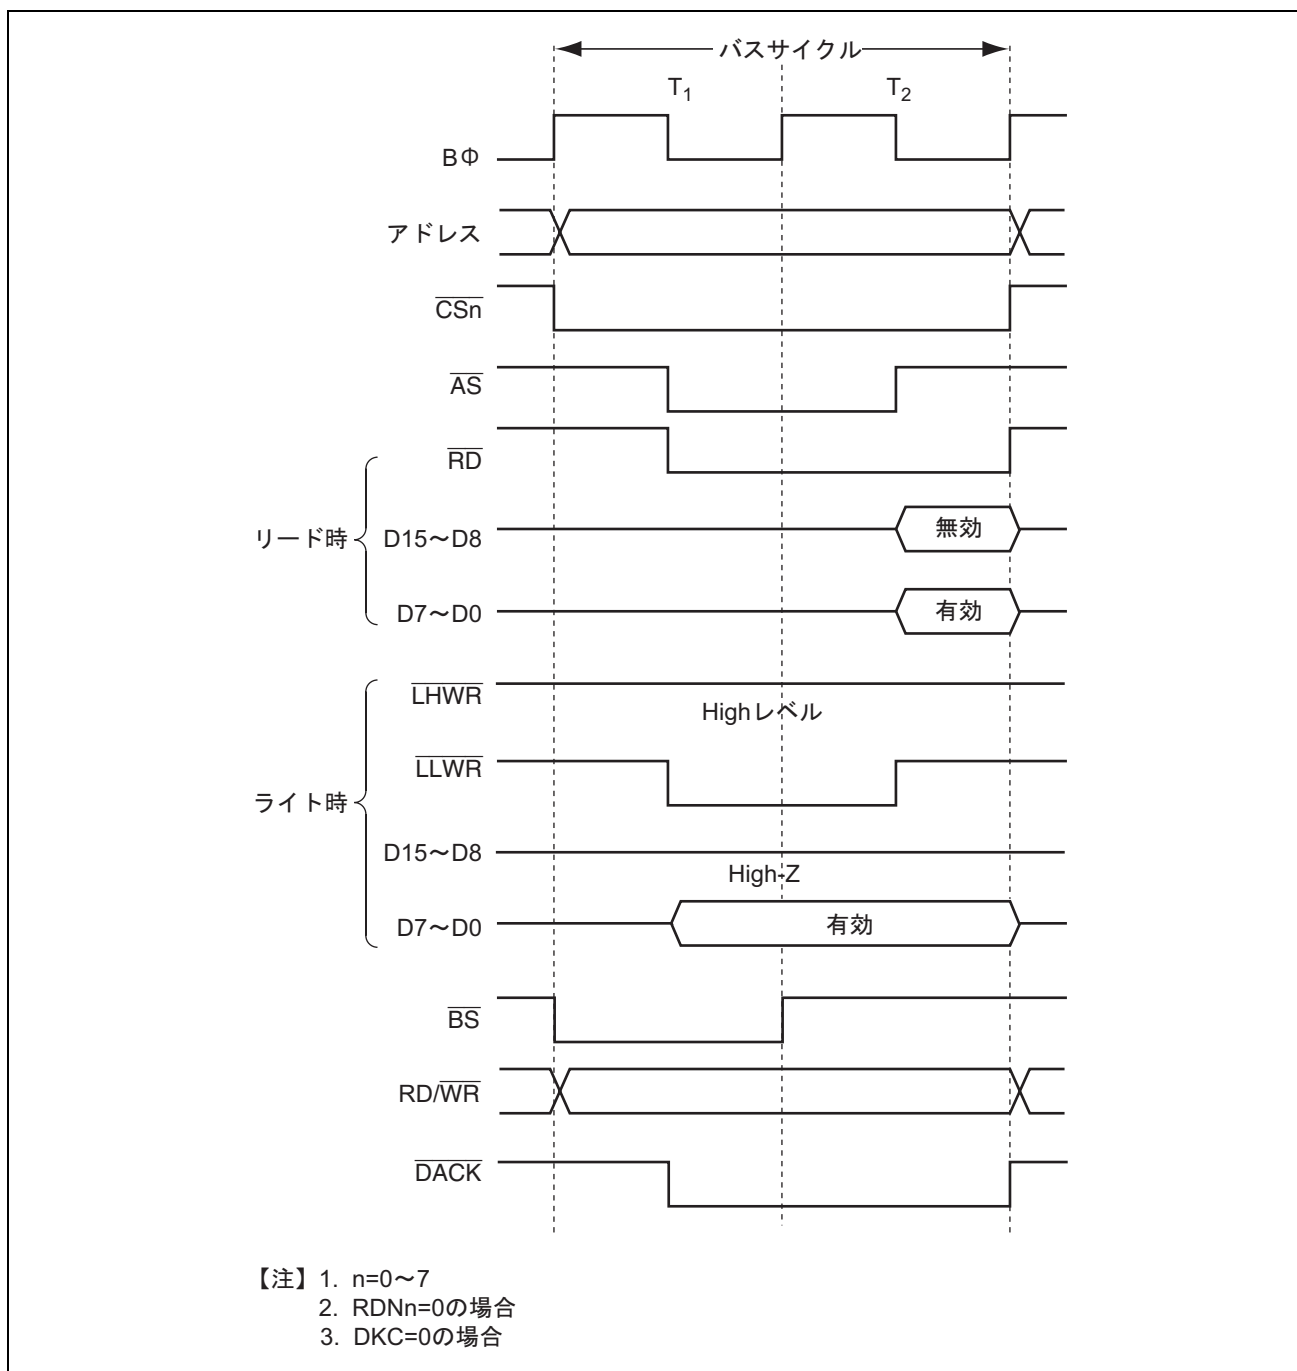 バスサイクル
T1 T2
BΦ
アドレス
CSn
AS
RD
リード時
D15～D8 無効
D7～D0 有効
LHWR
Highレベル
LLWR
ライト時
D15～D8
High-Z
D7～D0 有効
BS
RD/WR
DACK
【注】 1. n=0～7
2. RDNn=0の場合
3. DKC=0の場合